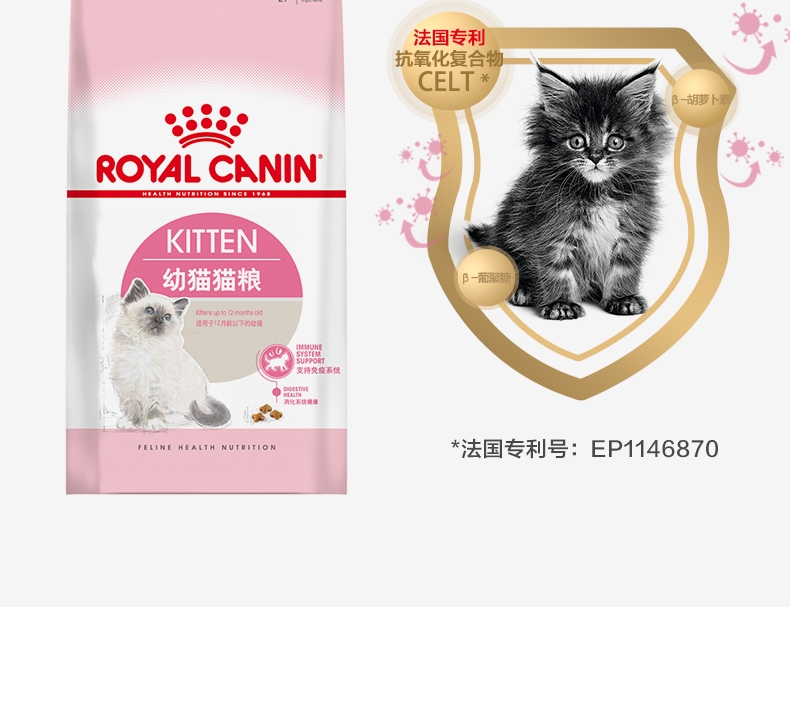 ROYAL CANIN®
HEALTH NUTRITION SINCE 1968
KITTEN
幼猫猫粮
Kittens up to 12 months old
适用于12月龄以下的幼猫
IMMUNE
SYSTEM
SUPPORT
支持免疫系统
DIGESTIVE
HEALTH
消化系统健康
FELINE HEALTH NUTRITION
法国专利
抗氧化复合物
CELT *
β-胡萝卜素
β-葡聚糖
*法国专利号：EP1146870